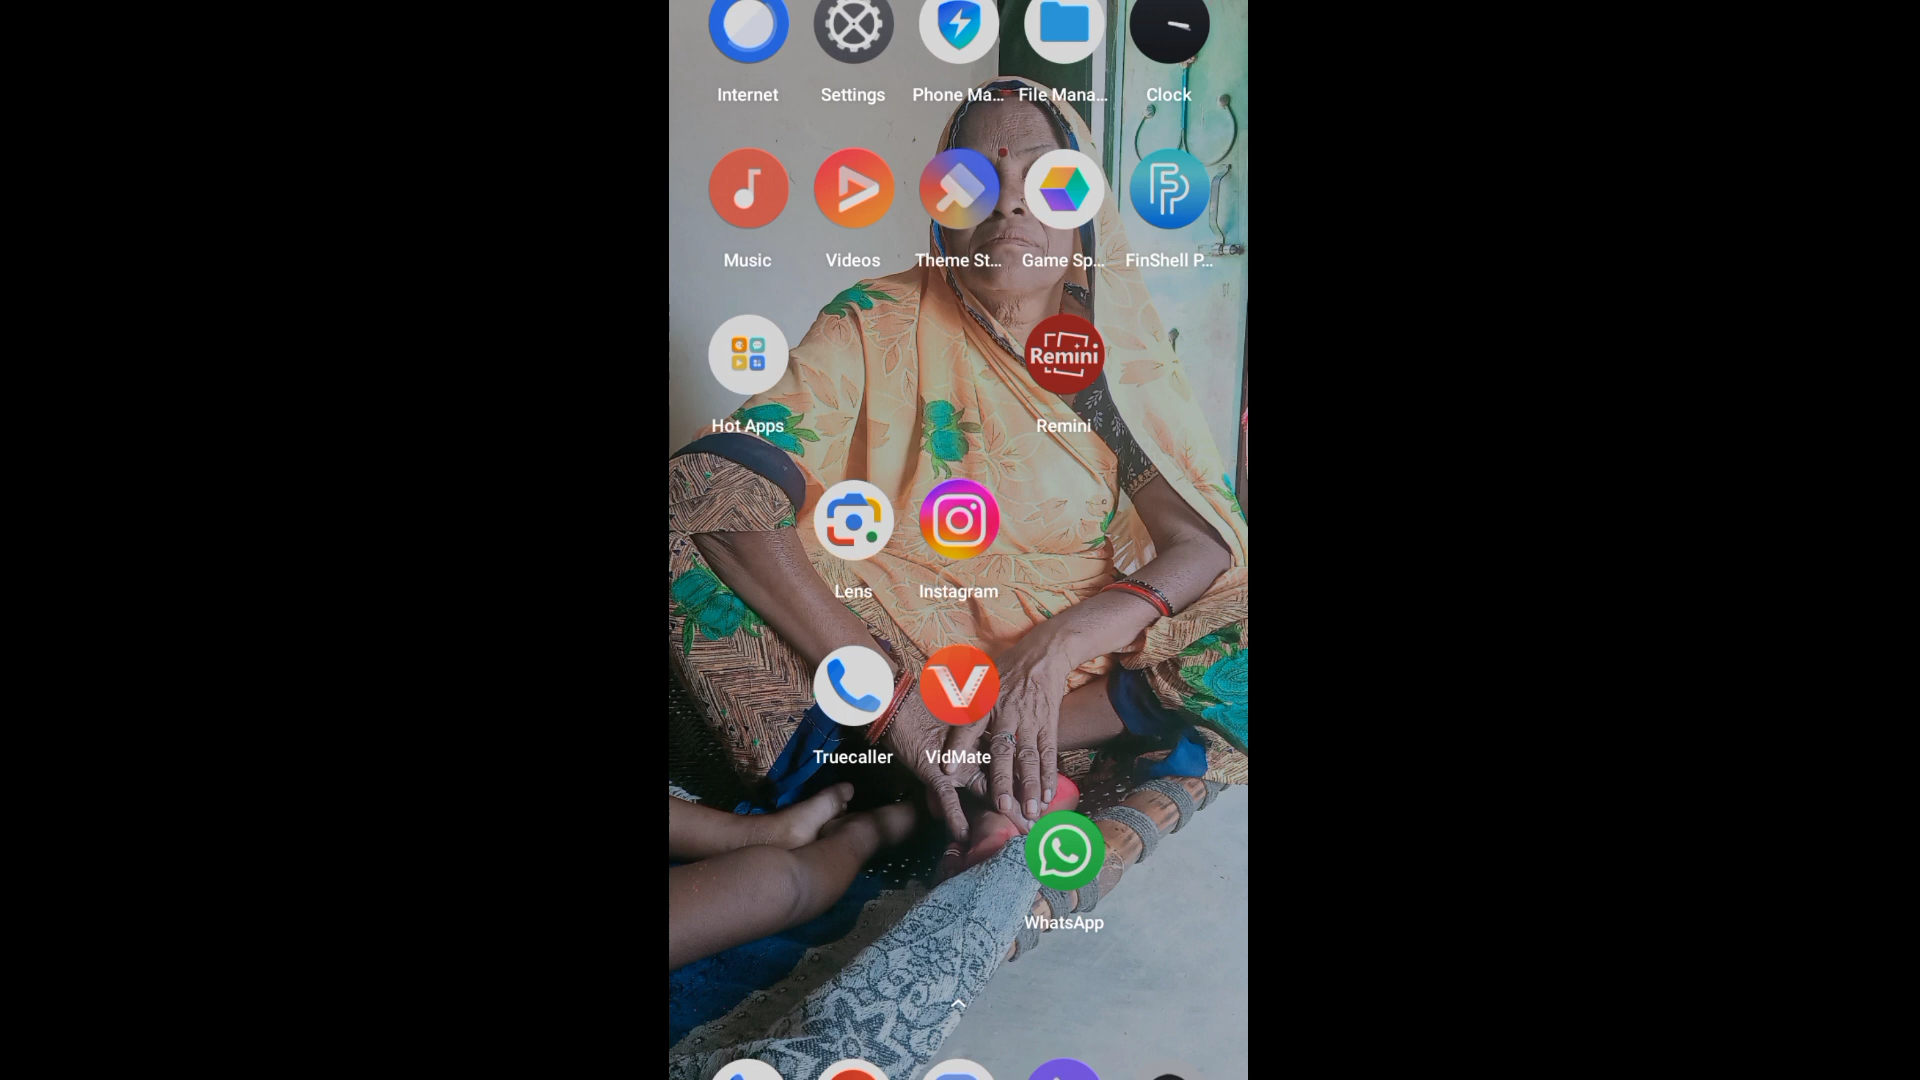 Internet Settings Phone Ma... File Mana... Clock
Music Videos Theme St... Game Sp... FinShell P...
Remini
Hot Apps Remini
Lens Instagram
Truecaller VidMate
WhatsApp